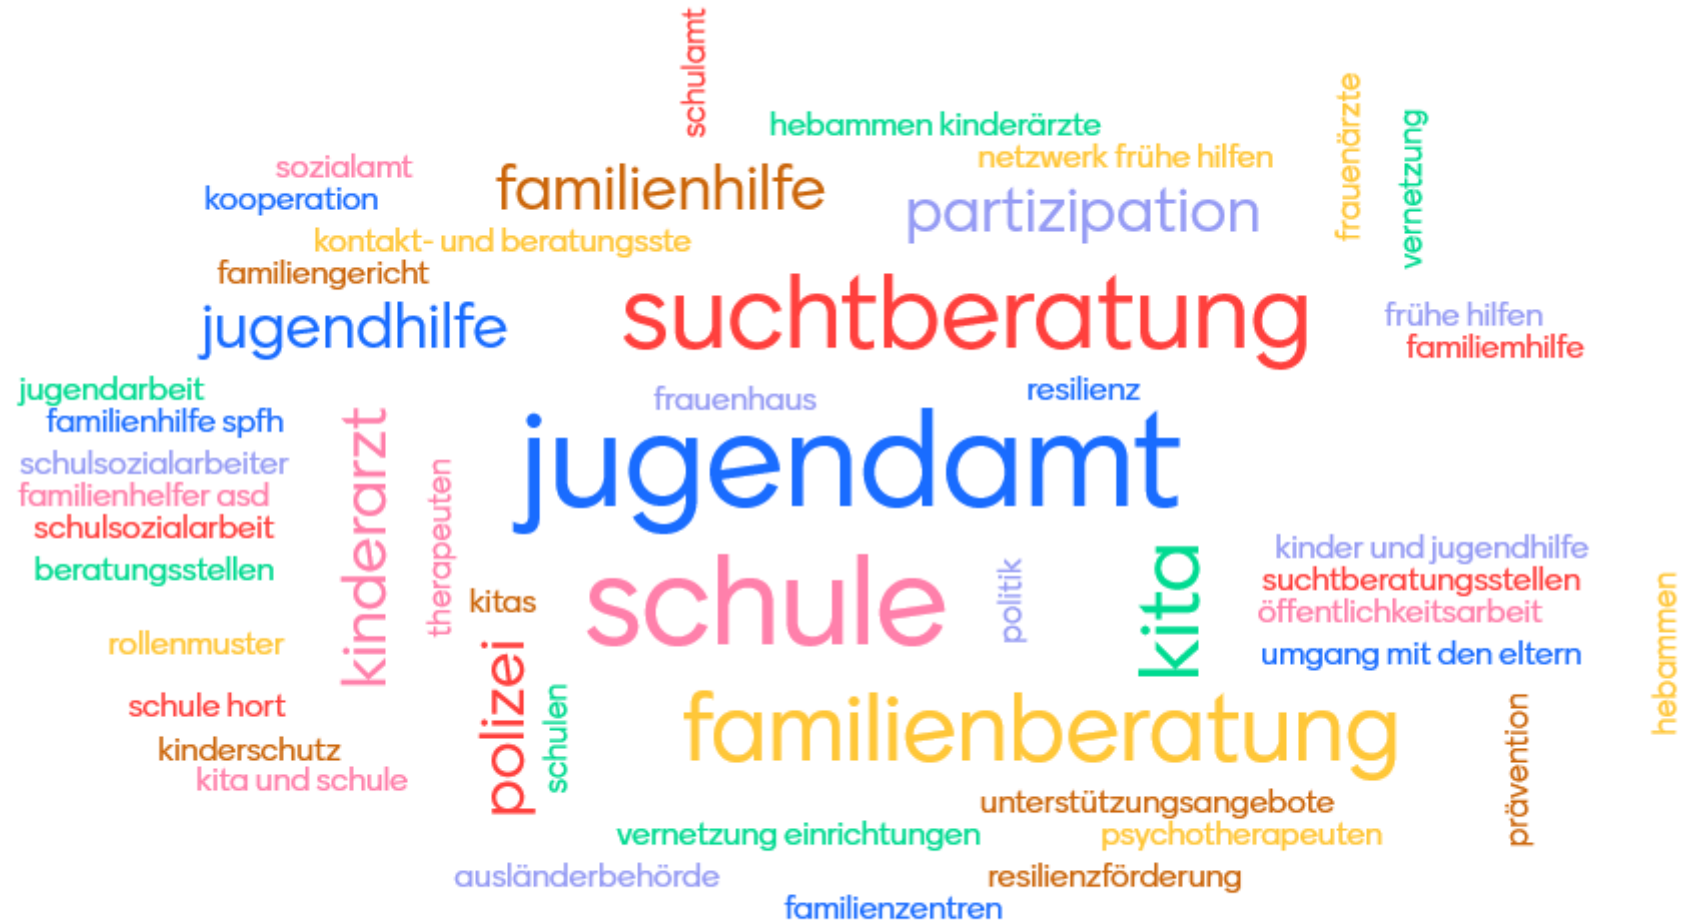 schulamt
hebammen kinderärzte
frauenärzte
vernetzung
sozialamt
netzwerk frühe hilfen
familienhilfe
kooperation
partizipation
kontakt- und beratungsste
familiengericht
jugendhilfe
suchtberatung
frühe hilfen
familiemhilfe
jugendarbeit
frauenhaus
resilienz
familienhilfe spfh
kinderarzt
jugendamt
schulsozialarbeiter
therapeuten
familienhelfer asd
schulsozialarbeit
beratungsstellen
kinder und jugendhilfe
suchtberatungsstellen
kitas
schule
politik
kita
öffentlichkeitsarbeit
hebammen
rollenmuster
umgang mit den eltern
schule hort
polizei
schulen
familienberatung
prävention
kinderschutz
kita und schule
unterstützungsangebote
vernetzung einrichtungen
psychotherapeuten
ausländerbehörde
resilienzförderung
familienzentren